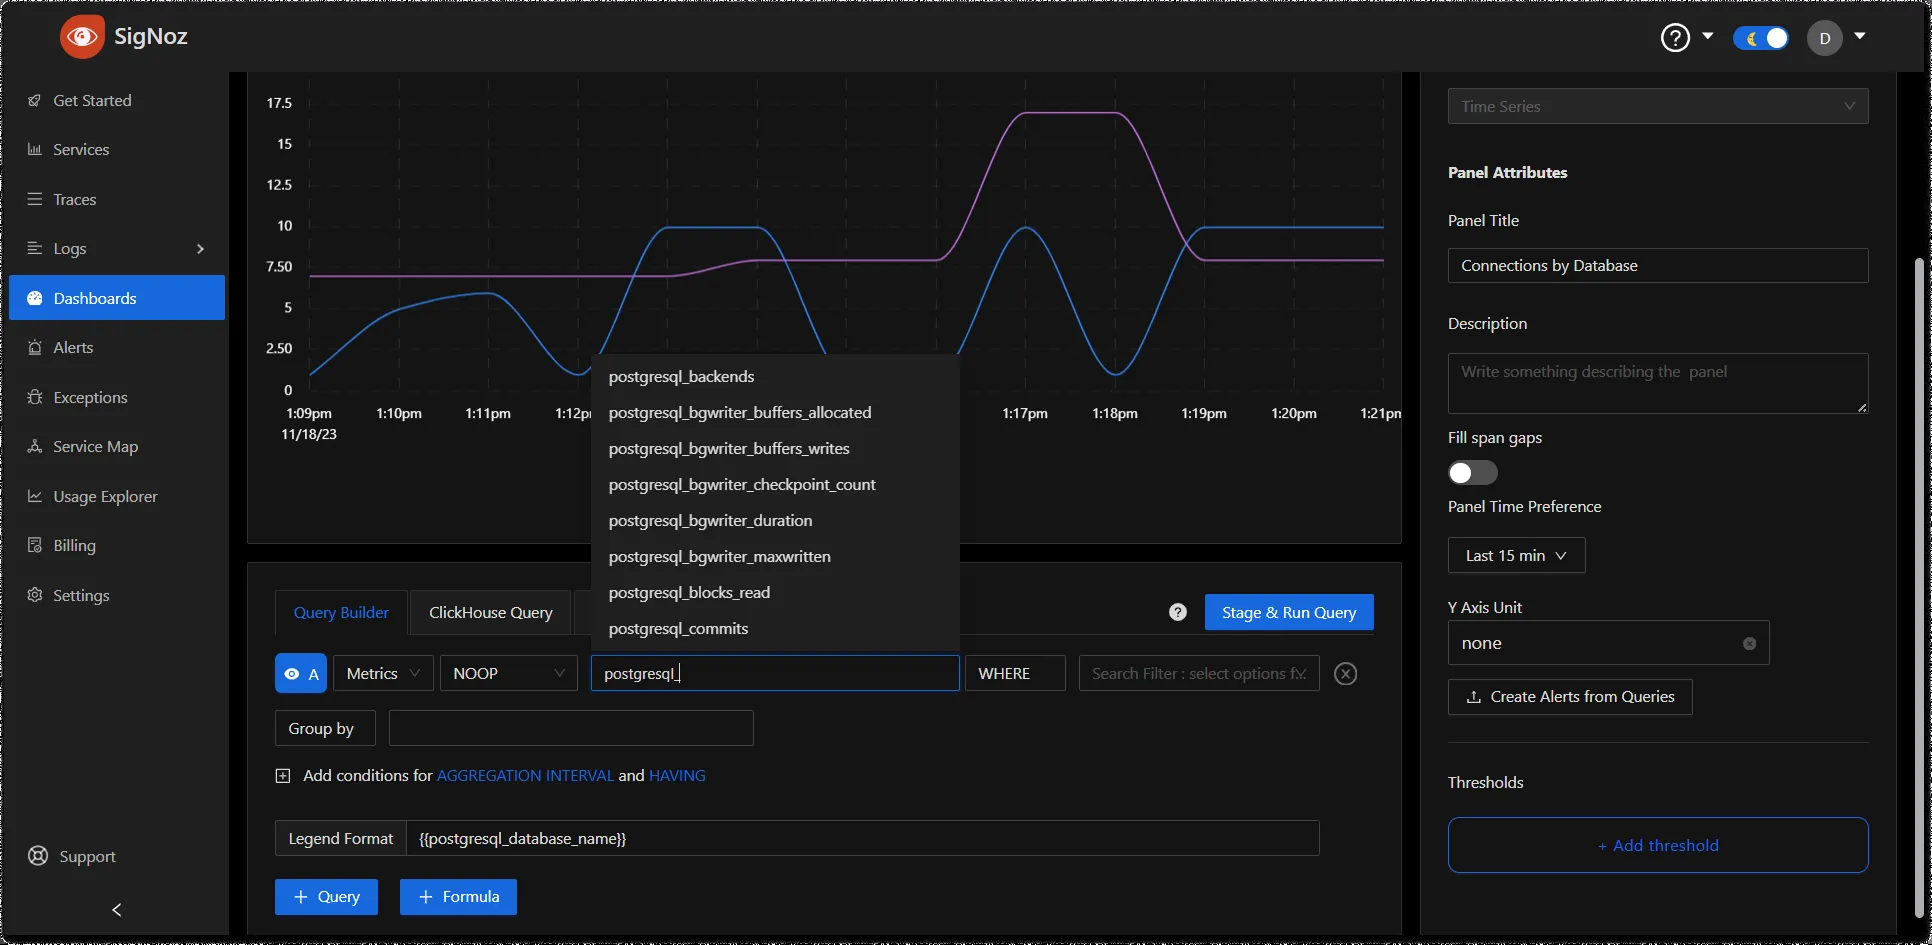 SigNoz
D
Get Started
Services
Traces
Logs
Dashboards
Alerts
Exceptions
Service Map
Usage Explorer
Billing
Settings
Support
17.5
15
12.5
10
7.50
5
2.50
0
1:09pm 1:10pm 1:11pm 1:12p 1:17pm 1:18pm 1:19pm 1:20pm 1:21pm
11/18/23
postgresql_backends
postgresql_bgwriter_buffers_allocated
postgresql_bgwriter_buffers_writes
postgresql_bgwriter_checkpoint_count
postgresql_bgwriter_duration
postgresql_bgwriter_maxwritten
postgresql_blocks_read
postgresql_commits
Query Builder ClickHouse Query Stage & Run Query
A Metrics NOOP postgresql_ WHERE Search Filter : select options f
Group by
Add conditions for AGGREGATION INTERVAL and HAVING
Legend Format {{postgresql_database_name}}
+ Query + Formula
Time Series
Panel Attributes
Panel Title
Connections by Database
Description
Write something describing the panel
Fill span gaps
Panel Time Preference
Last 15 min
Y Axis Unit
none
Create Alerts from Queries
Thresholds
+ Add threshold